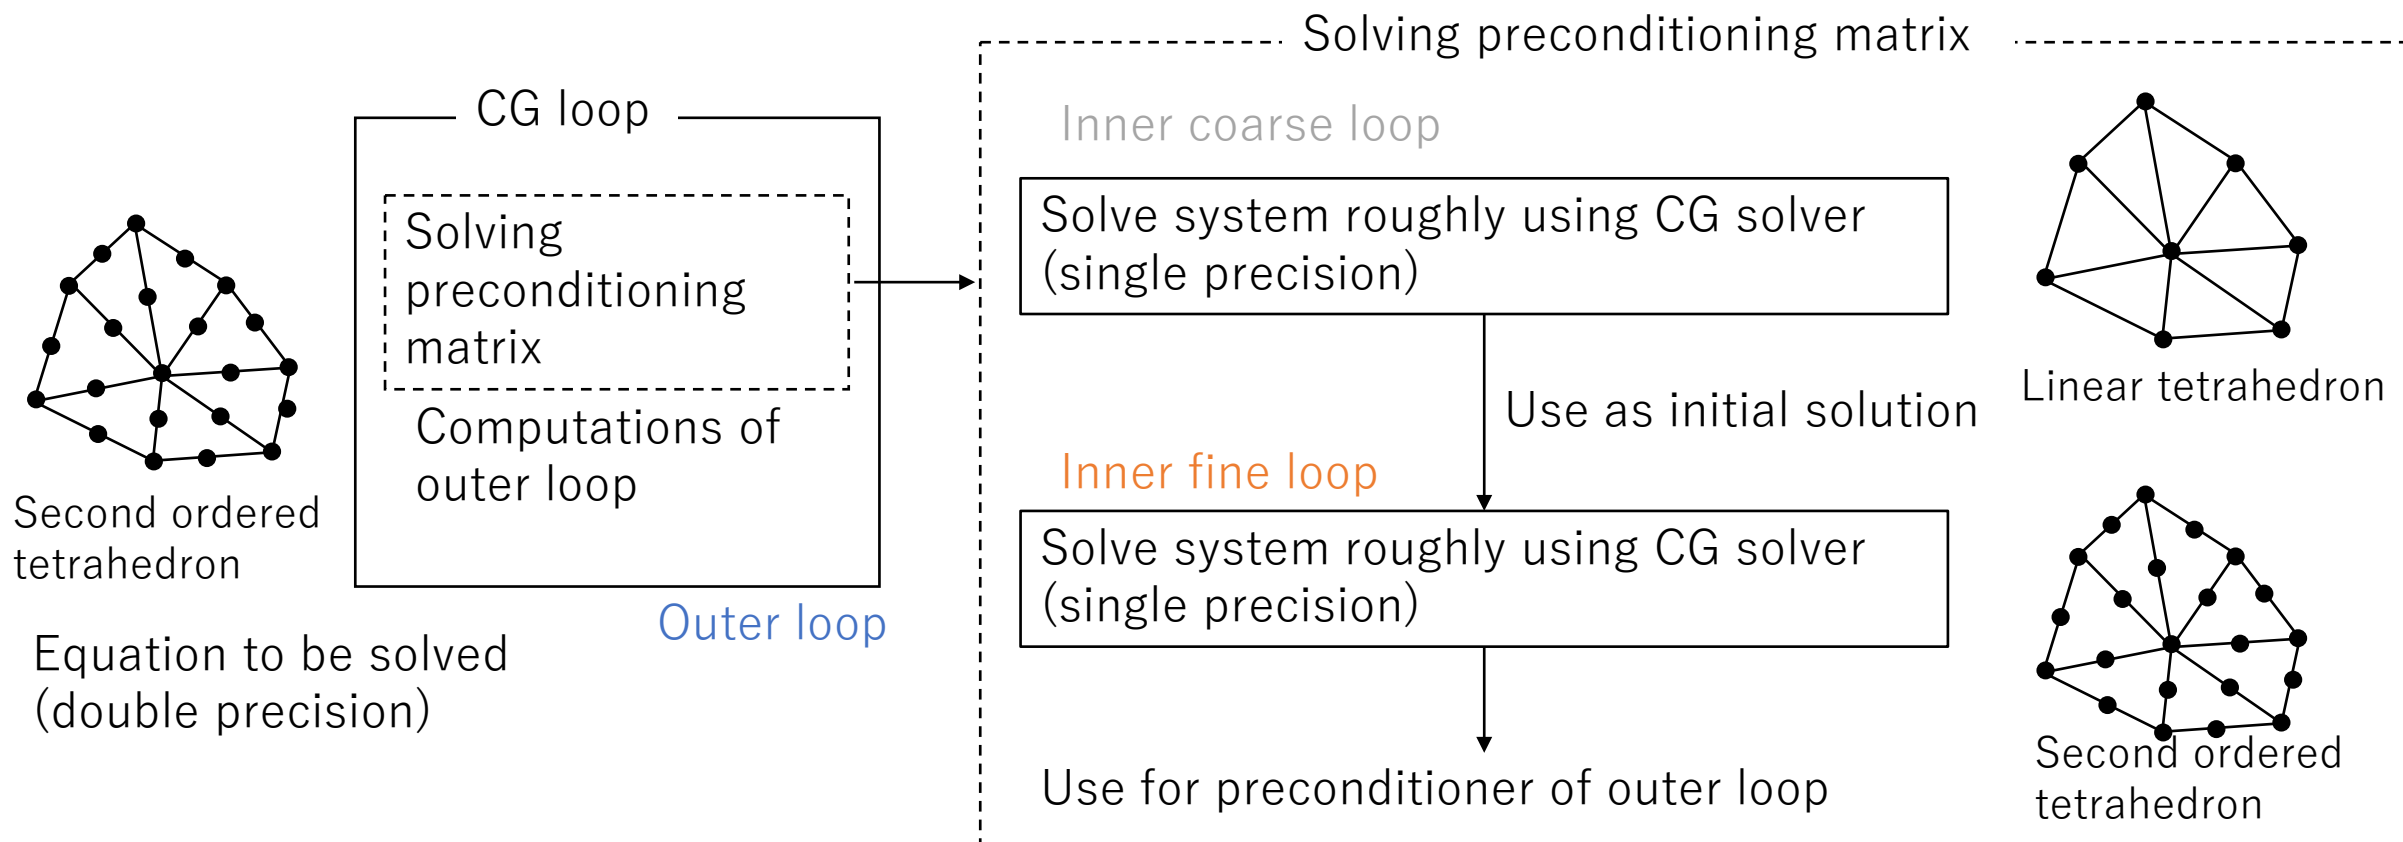 Solving preconditioning matrix
CG loop
Solving
preconditioning
matrix
Computations of
outer loop
Outer loop
Second ordered
tetrahedron
Equation to be solved
(double precision)
Inner coarse loop
Solve system roughly using CG solver
(single precision)
Linear tetrahedron
Use as initial solution
Inner fine loop
Solve system roughly using CG solver
(single precision)
Second ordered
tetrahedron
Use for preconditioner of outer loop